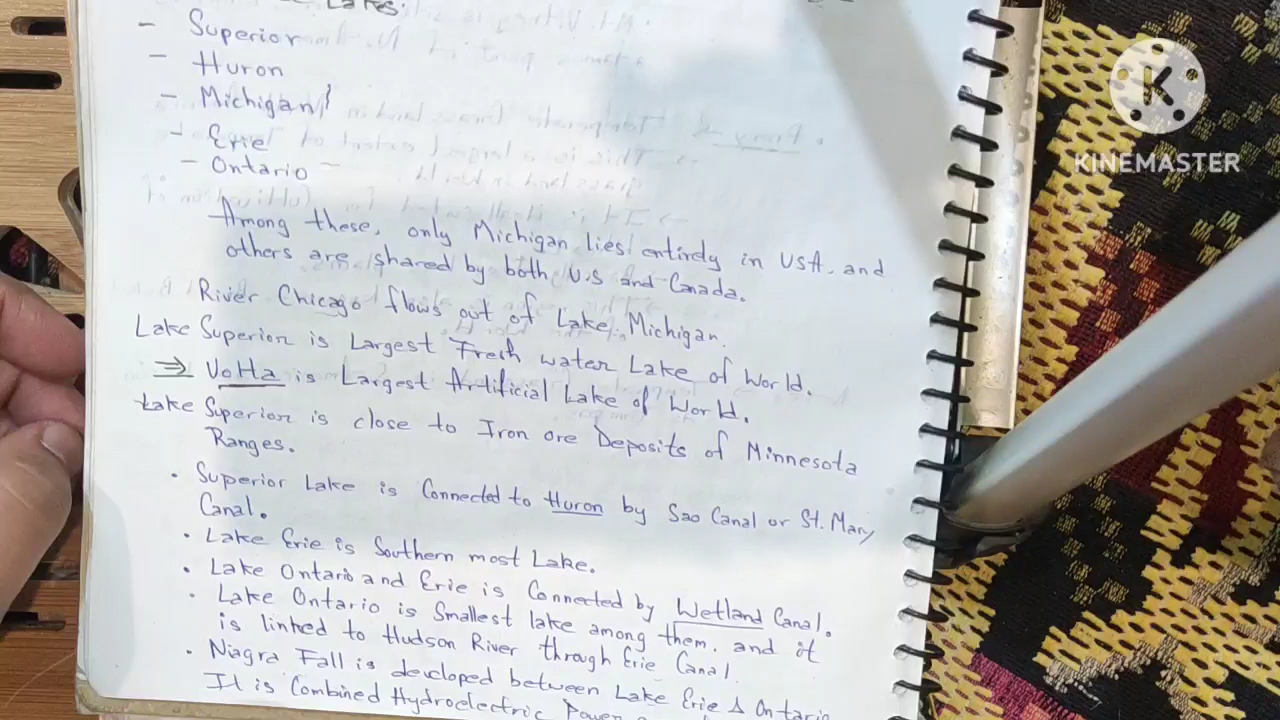 Lake.
- Superior
- Huron
- Michigan}
- Erie
- Ontario -
Among these, only Michigan lies entirely in USA, and
others are shared by both U.S and Canada.
River Chicago flows out of Lake Michigan.
Lake Superior is Largest Fresh water Lake of World.
⇒ Volta is Largest Artificial Lake of World.
Lake Superior is close to Iron ore Deposits of Minnesota
Ranges.
• Superior Lake is Connected to Huron by Sao Canal or St. Mary
Canal.
• Lake Erie is Southern most Lake.
• Lake Ontario and Erie is Connected by Wetland Canal.
• Lake Ontario is Smallest lake among them. and it
is linked to Hudson River through Erie Canal.
• Niagra Fall is developed between Lake Erie & Ontario
It is Combined Hydroelectric Power
K
KINEMASTER